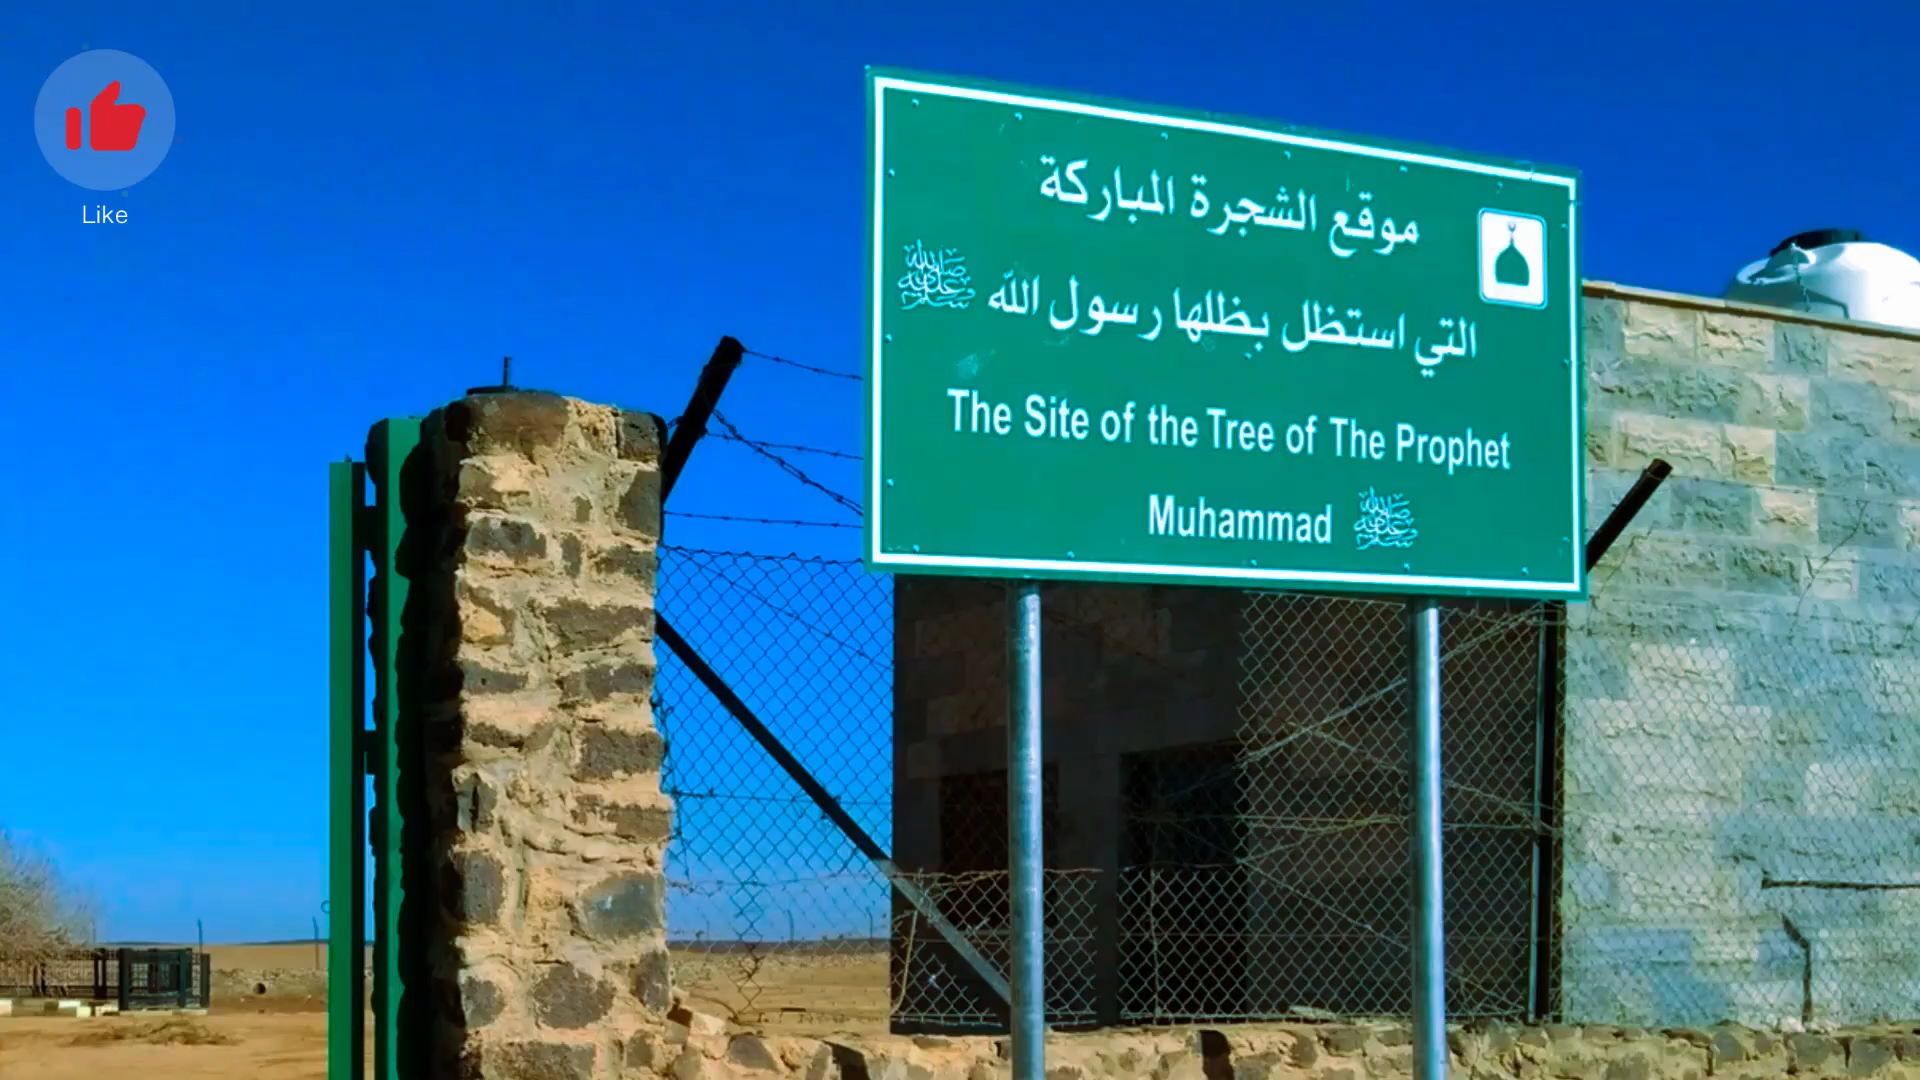 Like
موقع الشجرة المباركة
التي استظل بظلها رسول الله صلى الله عليه وسلم
The Site of the Tree of The Prophet
Muhammad صلى الله عليه وسلم